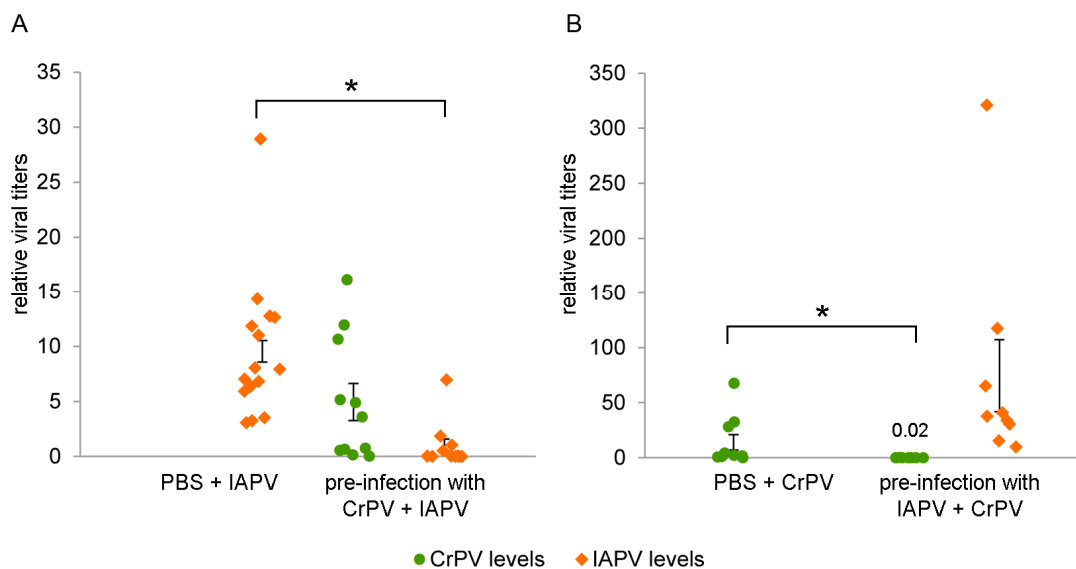 A
relative viral titers
35
30
25
20
15
10
5
0
*
PBS + IAPV
pre-infection with
CrPV + IAPV
B
relative viral titers
350
300
250
200
150
100
50
0
*
0.02
PBS + CrPV
pre-infection with
IAPV + CrPV
CrPV levels
IAPV levels